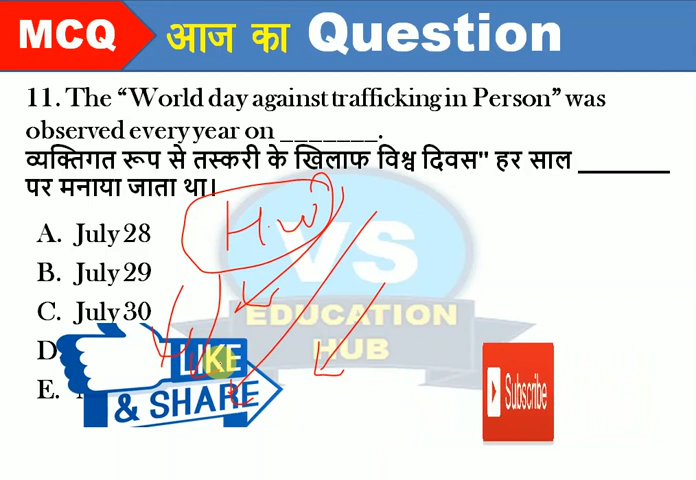 MCQ आज का Question
11. The “World day against trafficking in Person” was
observed every year on _______.
व्यक्तिगत रूप से तस्करी के खिलाफ विश्व दिवस" हर साल _______
पर मनाया जाता था।
H.W
A. July 28
B. July 29
C. July 30
D
E.
VS
EDUCATION
HUB
LIKE
& SHARE
Subscribe